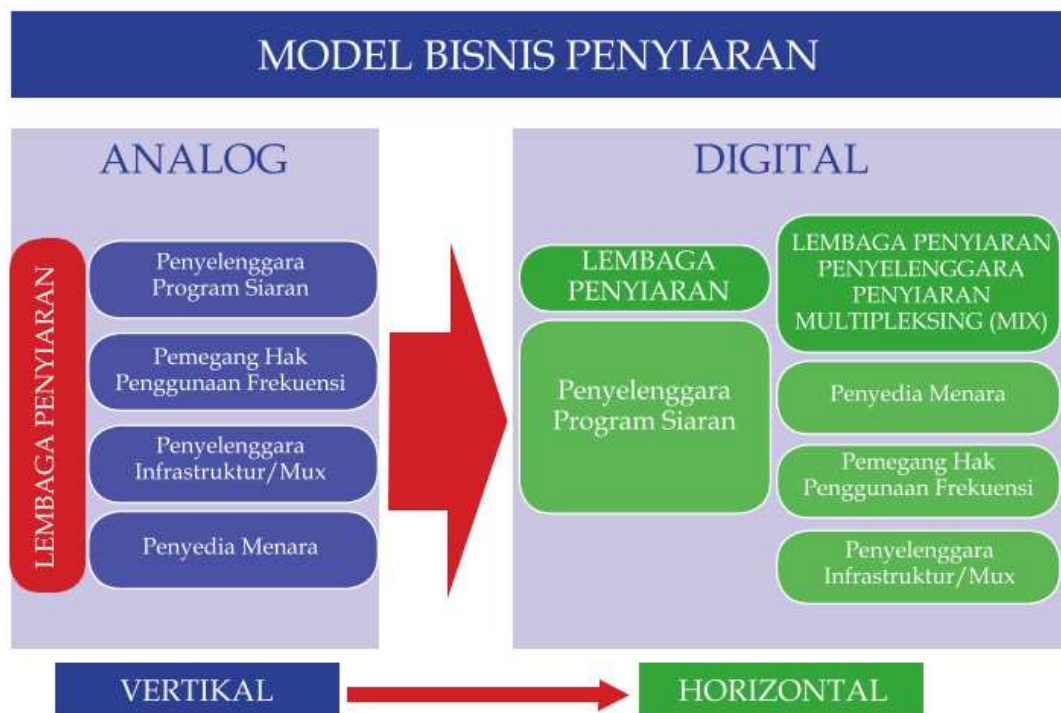 MODEL BISNIS PENYIARAN
ANALOG
LEMBAGA PENYIARAN
Penyelenggara
Program Siaran
Pemegang Hak
Penggunaan Frekuensi
Penyelenggara
Infrastruktur/Mux
Penyedia Menara
DIGITAL
LEMBAGA
PENYIARAN
Penyelenggara
Program Siaran
LEMBAGA PENYIARAN
PENYELENGGARA
PENYIARAN
MULTIPLEKSING (MIX)
Penyedia Menara
Pemegang Hak
Penggunaan Frekuensi
Penyelenggara
Infrastruktur/Mux
VERTIKAL
HORIZONTAL